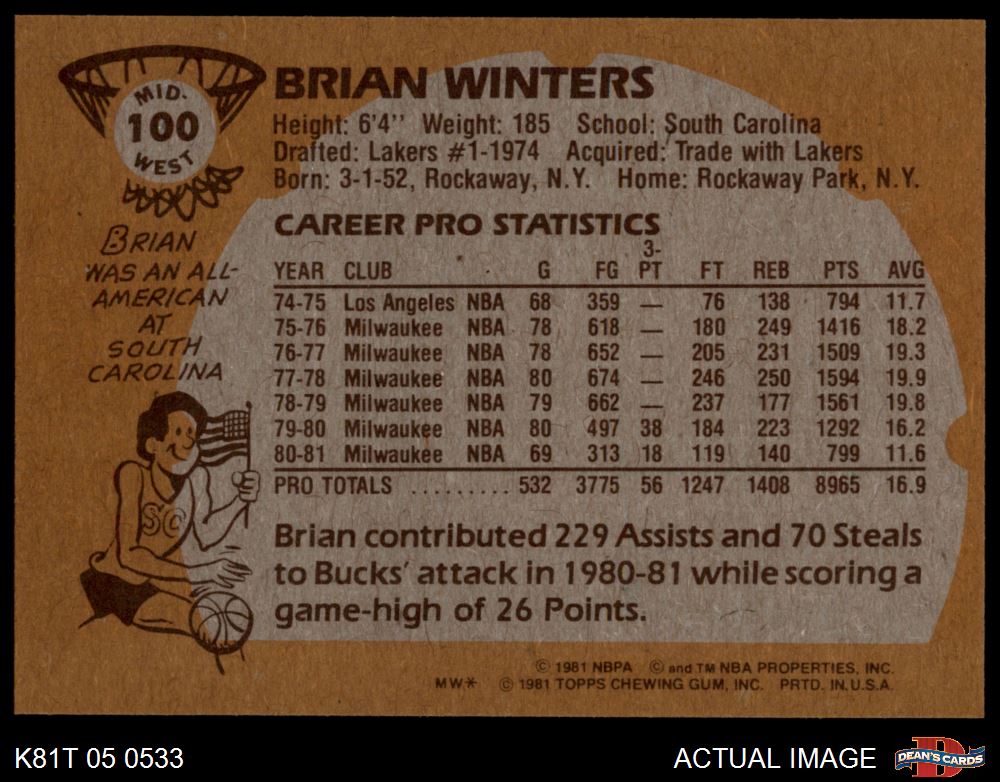 MID.
100
WEST
BRIAN WINTERS
Height: 6'4'' Weight: 185 School: South Carolina
Drafted: Lakers #1-1974 Acquired: Trade with Lakers
Born: 3-1-52, Rockaway, N.Y. Home: Rockaway Park, N.Y.
BRIAN
WAS AN ALL-
AMERICAN
AT
SOUTH
CAROLINA
SC
CAREER PRO STATISTICS
YEAR CLUB G FG 3-PT FT REB PTS AVG
74-75 Los Angeles NBA 68 359 — 76 138 794 11.7
75-76 Milwaukee NBA 78 618 — 180 249 1416 18.2
76-77 Milwaukee NBA 78 652 — 205 231 1509 19.3
77-78 Milwaukee NBA 80 674 — 246 250 1594 19.9
78-79 Milwaukee NBA 79 662 — 237 177 1561 19.8
79-80 Milwaukee NBA 80 497 38 184 223 1292 16.2
80-81 Milwaukee NBA 69 313 18 119 140 799 11.6
PRO TOTALS ......... 532 3775 56 1247 1408 8965 16.9
Brian contributed 229 Assists and 70 Steals
to Bucks' attack in 1980-81 while scoring a
game-high of 26 Points.
© 1981 NBPA © and TM NBA PROPERTIES, INC.
MW* © 1981 TOPPS CHEWING GUM, INC. PRTD. IN U.S.A.
K81T 05 0533
ACTUAL IMAGE
D
DEAN'S CARDS